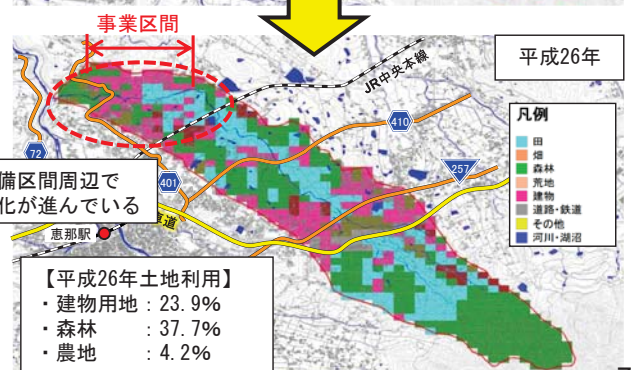 事業区間
平成26年
JR中央本線
凡例
田
畑
森林
荒地
建物
道路・鉄道
その他
河川・湖沼
410
72
257
401
備区間周辺で
化が進んでいる
道
恵那駅
【平成26年土地利用】
・建物用地：23.9%
・森林　　：37.7%
・農地　　：4.2%